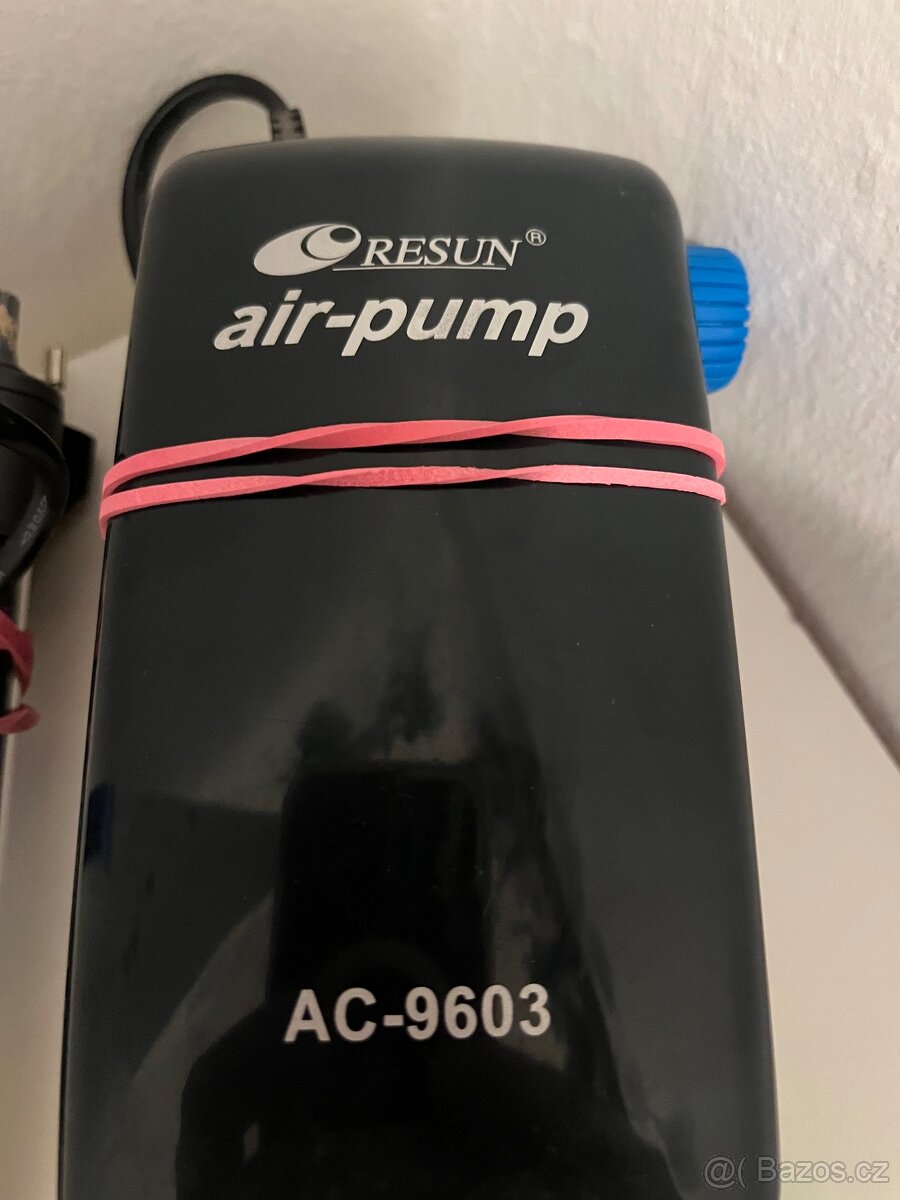 RESUN®
air-pump
AC-9603
@( Bazos.cz